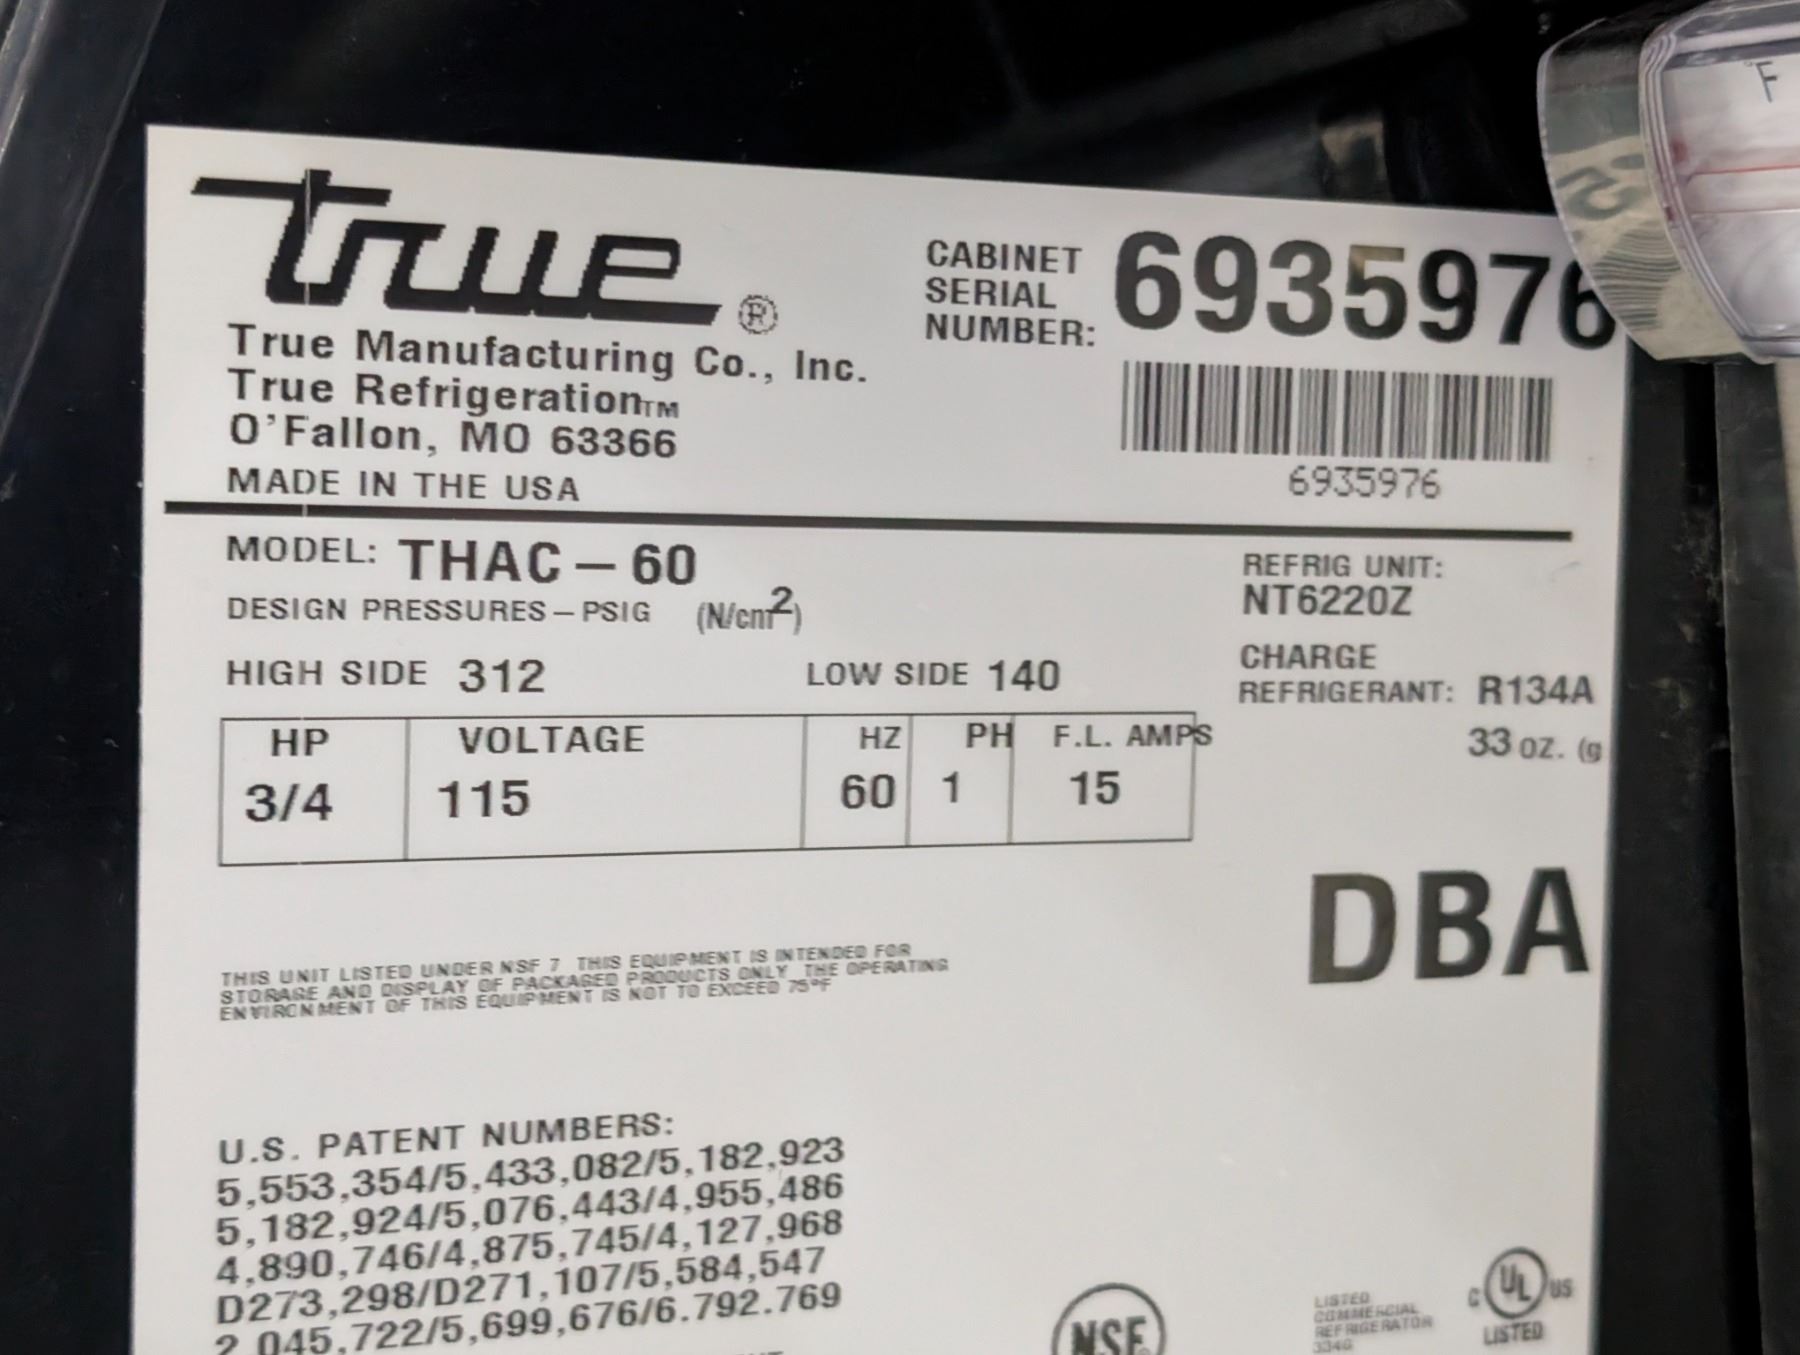 true ®
True Manufacturing Co., Inc.
True Refrigeration™
O'Fallon, MO 63366
MADE IN THE USA
CABINET
SERIAL
NUMBER: 6935976
6935976
MODEL: THAC-60
DESIGN PRESSURES-PSIG (N/cm²)
HIGH SIDE 312 LOW SIDE 140
REFRIG UNIT:
NT6220Z
CHARGE
REFRIGERANT: R134A
33 OZ. (g
HP VOLTAGE HZ PH F.L. AMPS
3/4 115 60 1 15
DBA
THIS UNIT LISTED UNDER NSF 7 THIS EQUIPMENT IS INTENDED FOR
STORAGE AND DISPLAY OF PACKAGED PRODUCTS ONLY THE OPERATING
ENVIRONMENT OF THIS EQUIPMENT IS NOT TO EXCEED 75°F
U.S. PATENT NUMBERS:
5,553,354/5,433,082/5,182,923
5,182,924/5,076,443/4,955,486
4,890,746/4,875,745/4,127,968
D273,298/D271,107/5,584,547
2,045,722/5,699,676/6.792.769
NSF®
LISTED
COMMERCIAL
REFRIGERATOR
334G
C UL US
LISTED
°F